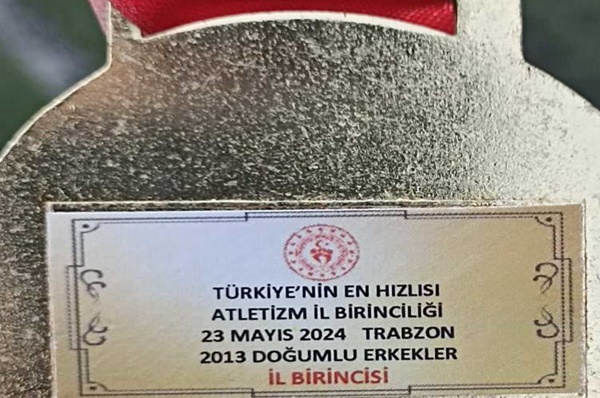 TÜRKİYE'NİN EN HIZLISI
ATLETİZM İL BİRİNCİLİĞİ
23 MAYIS 2024 TRABZON
2013 DOĞUMLU ERKEKLER
İL BİRİNCİSİ